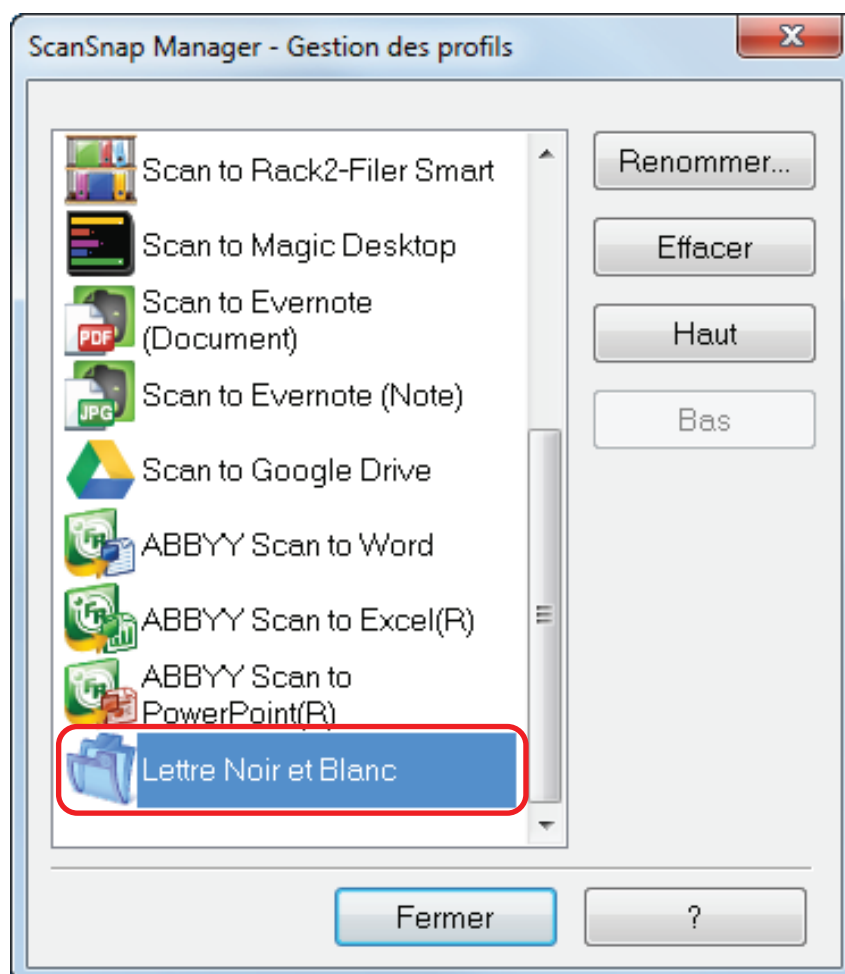 ScanSnap Manager - Gestion des profils
Scan to Rack2-Filer Smart
Scan to Magic Desktop
Scan to Evernote
(Document)
PDF
Scan to Evernote (Note)
JPG
Scan to Google Drive
ABBYY Scan to Word
ABBYY Scan to Excel(R)
ABBYY Scan to
PowerPoint(R)
Lettre Noir et Blanc
Renommer...
Effacer
Haut
Bas
Fermer
?